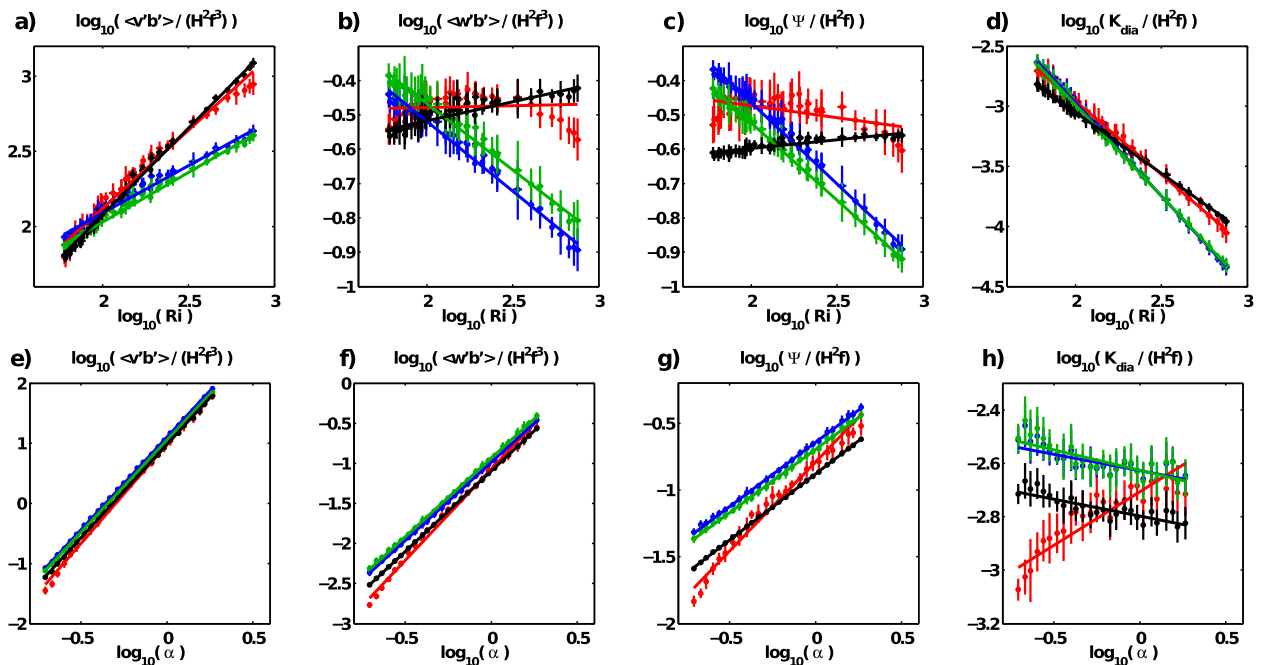 a) log10(<v'b'>/(H²f³))
3
2.5
2
2 2.5 3
log10(Ri)
b) log10(<w'b'>/(H²f³))
−0.4
−0.5
−0.6
−0.7
−0.8
−0.9
−1
2 2.5 3
log10(Ri)
c) log10(Ψ/(H²f))
−0.4
−0.5
−0.6
−0.7
−0.8
−0.9
−1
2 2.5 3
log10(Ri)
d) log10(Kdia/(H²f))
−2.5
−3
−3.5
−4
−4.5
2 2.5 3
log10(Ri)
e) log10(<v'b'>/(H²f³))
2
1
0
−1
−2
−0.5 0 0.5
log10(α)
f) log10(<w'b'>/(H²f³))
0
−0.5
−1
−1.5
−2
−2.5
−3
−0.5 0 0.5
log10(α)
g) log10(Ψ/(H²f))
−0.5
−1
−1.5
−2
−0.5 0 0.5
log10(α)
h) log10(Kdia/(H²f))
−2.4
−2.6
−2.8
−3
−3.2
−0.5 0 0.5
log10(α)